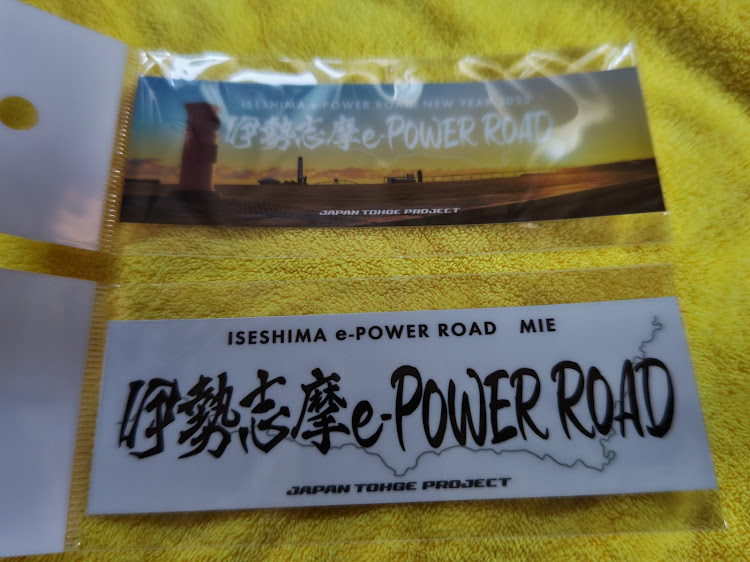 ISESHIMA e-POWER ROAD NEW YEAR 2023
伊勢志摩e-POWER ROAD
JAPAN TOHGE PROJECT
ISESHIMA e-POWER ROAD MIE
伊勢志摩e-POWER ROAD
JAPAN TOHGE PROJECT